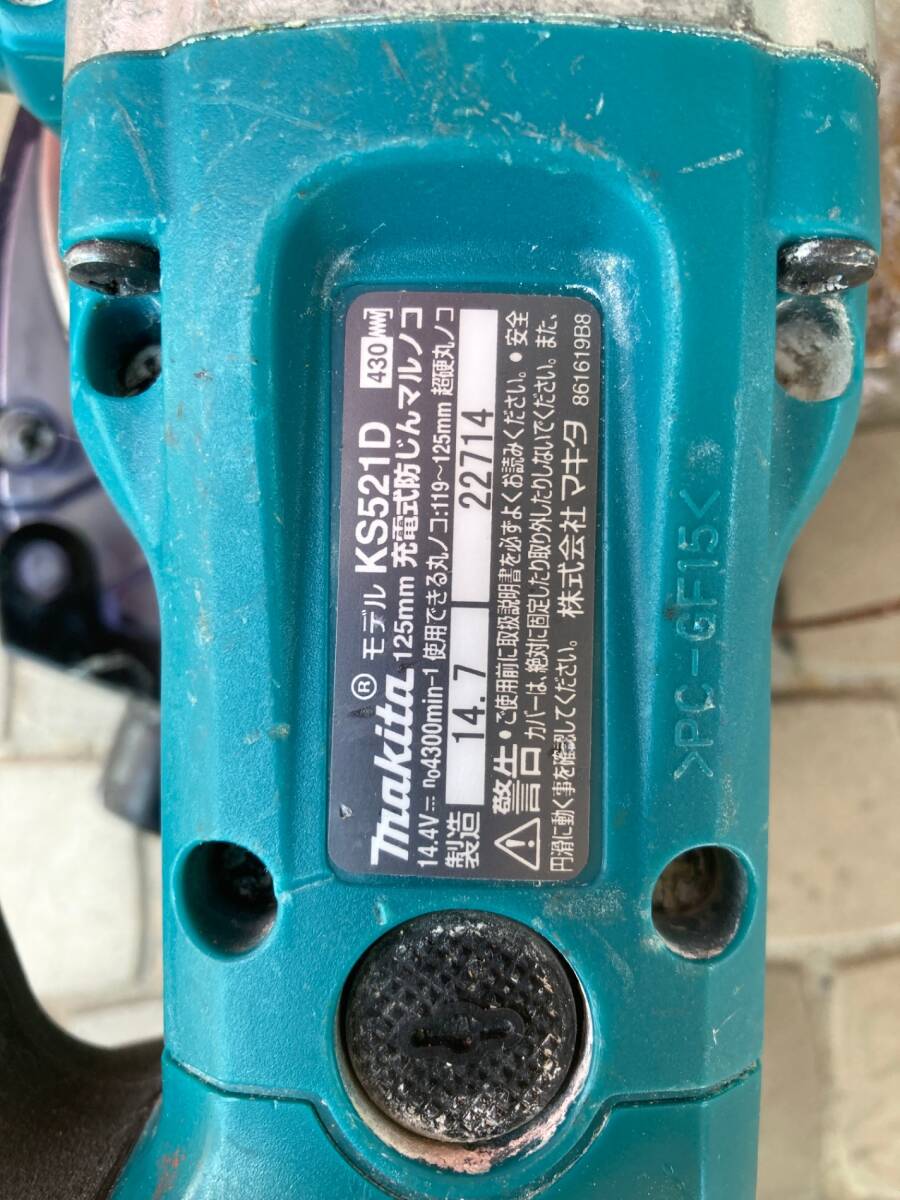 makita® モデル KS521D 430
125mm 充電式防じんマルノコ
14.4V⎓ n₀4300min-1 使用できる丸ノコ:119~125mm 超硬丸ノコ
製造 14.7 22714
警告 ・ご使用前に取扱説明書を必ずよくお読みください。・安全
カバーは、絶対に固定したり取り外したりしないでください。また、
円滑に動く事を確認してください。 株式会社マキタ 861619B8
>PC-GF15<